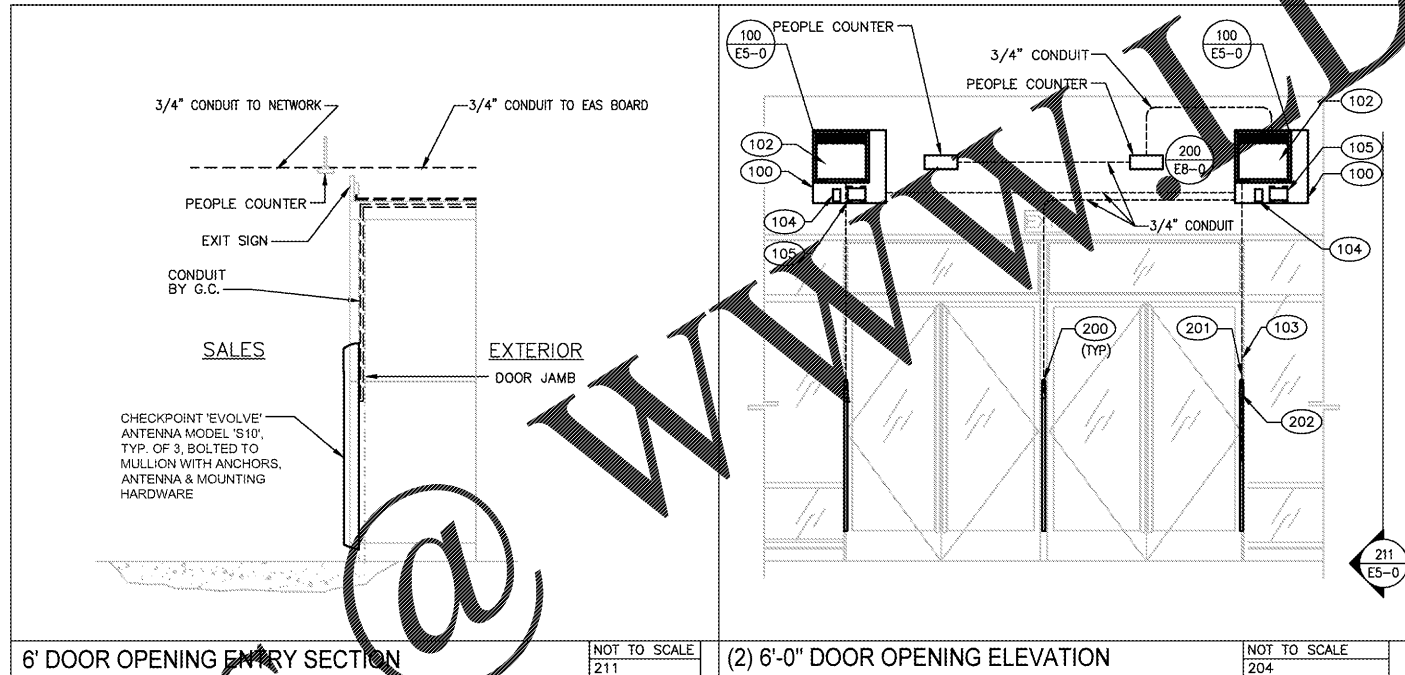 3/4" CONDUIT TO NETWORK
3/4" CONDUIT TO EAS BOARD
PEOPLE COUNTER
EXIT SIGN
CONDUIT
BY G.C.
SALES
EXTERIOR
DOOR JAMB
CHECKPOINT 'EVOLVE'
ANTENNA MODEL 'S10',
TYP. OF 3, BOLTED TO
MULLION WITH ANCHORS,
ANTENNA & MOUNTING
HARDWARE
6' DOOR OPENING ENTRY SECTION
NOT TO SCALE
211
100
E5-0
PEOPLE COUNTER
3/4" CONDUIT
PEOPLE COUNTER
100
E5-0
102
102
105
100
100
200
E8-0
104
105
3/4" CONDUIT
104
200
(TYP)
201
103
202
211
E5-0
(2) 6'-0" DOOR OPENING ELEVATION
NOT TO SCALE
204
@ WWW.